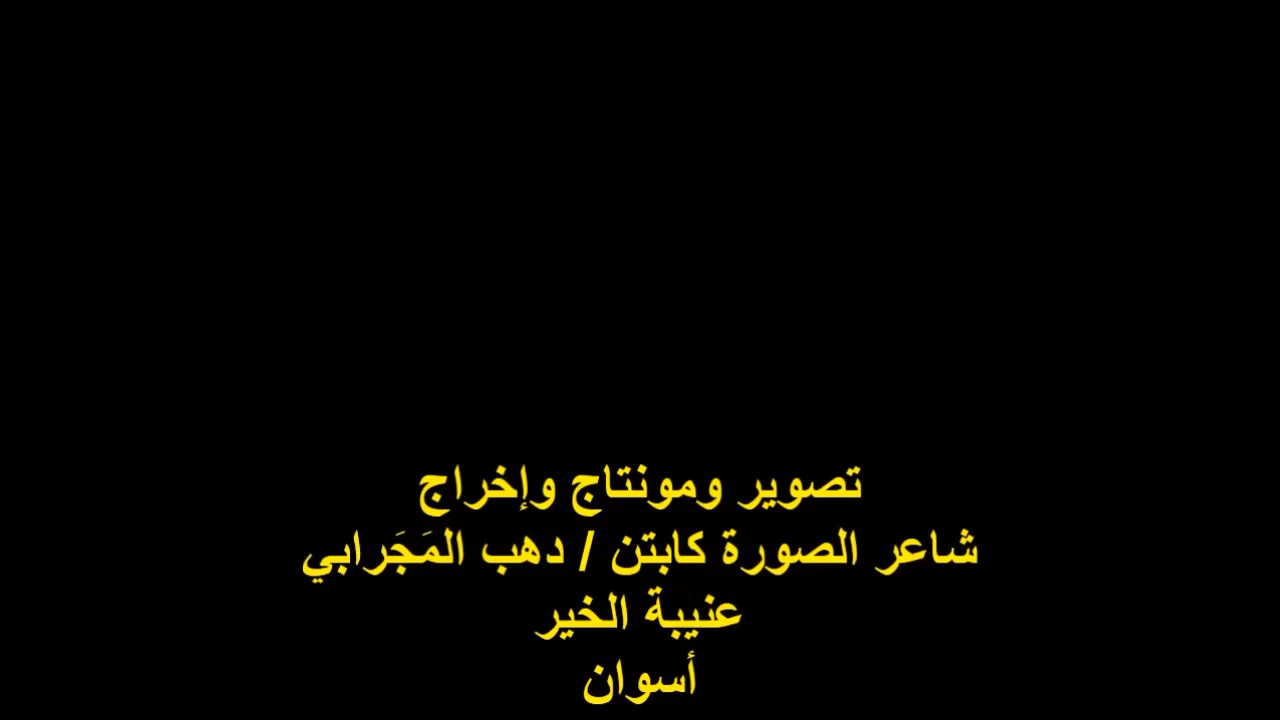 تصوير ومونتاج وإخراج
شاعر الصورة كابتن / دهب المَجَرابي
عنيبة الخير
أسوان